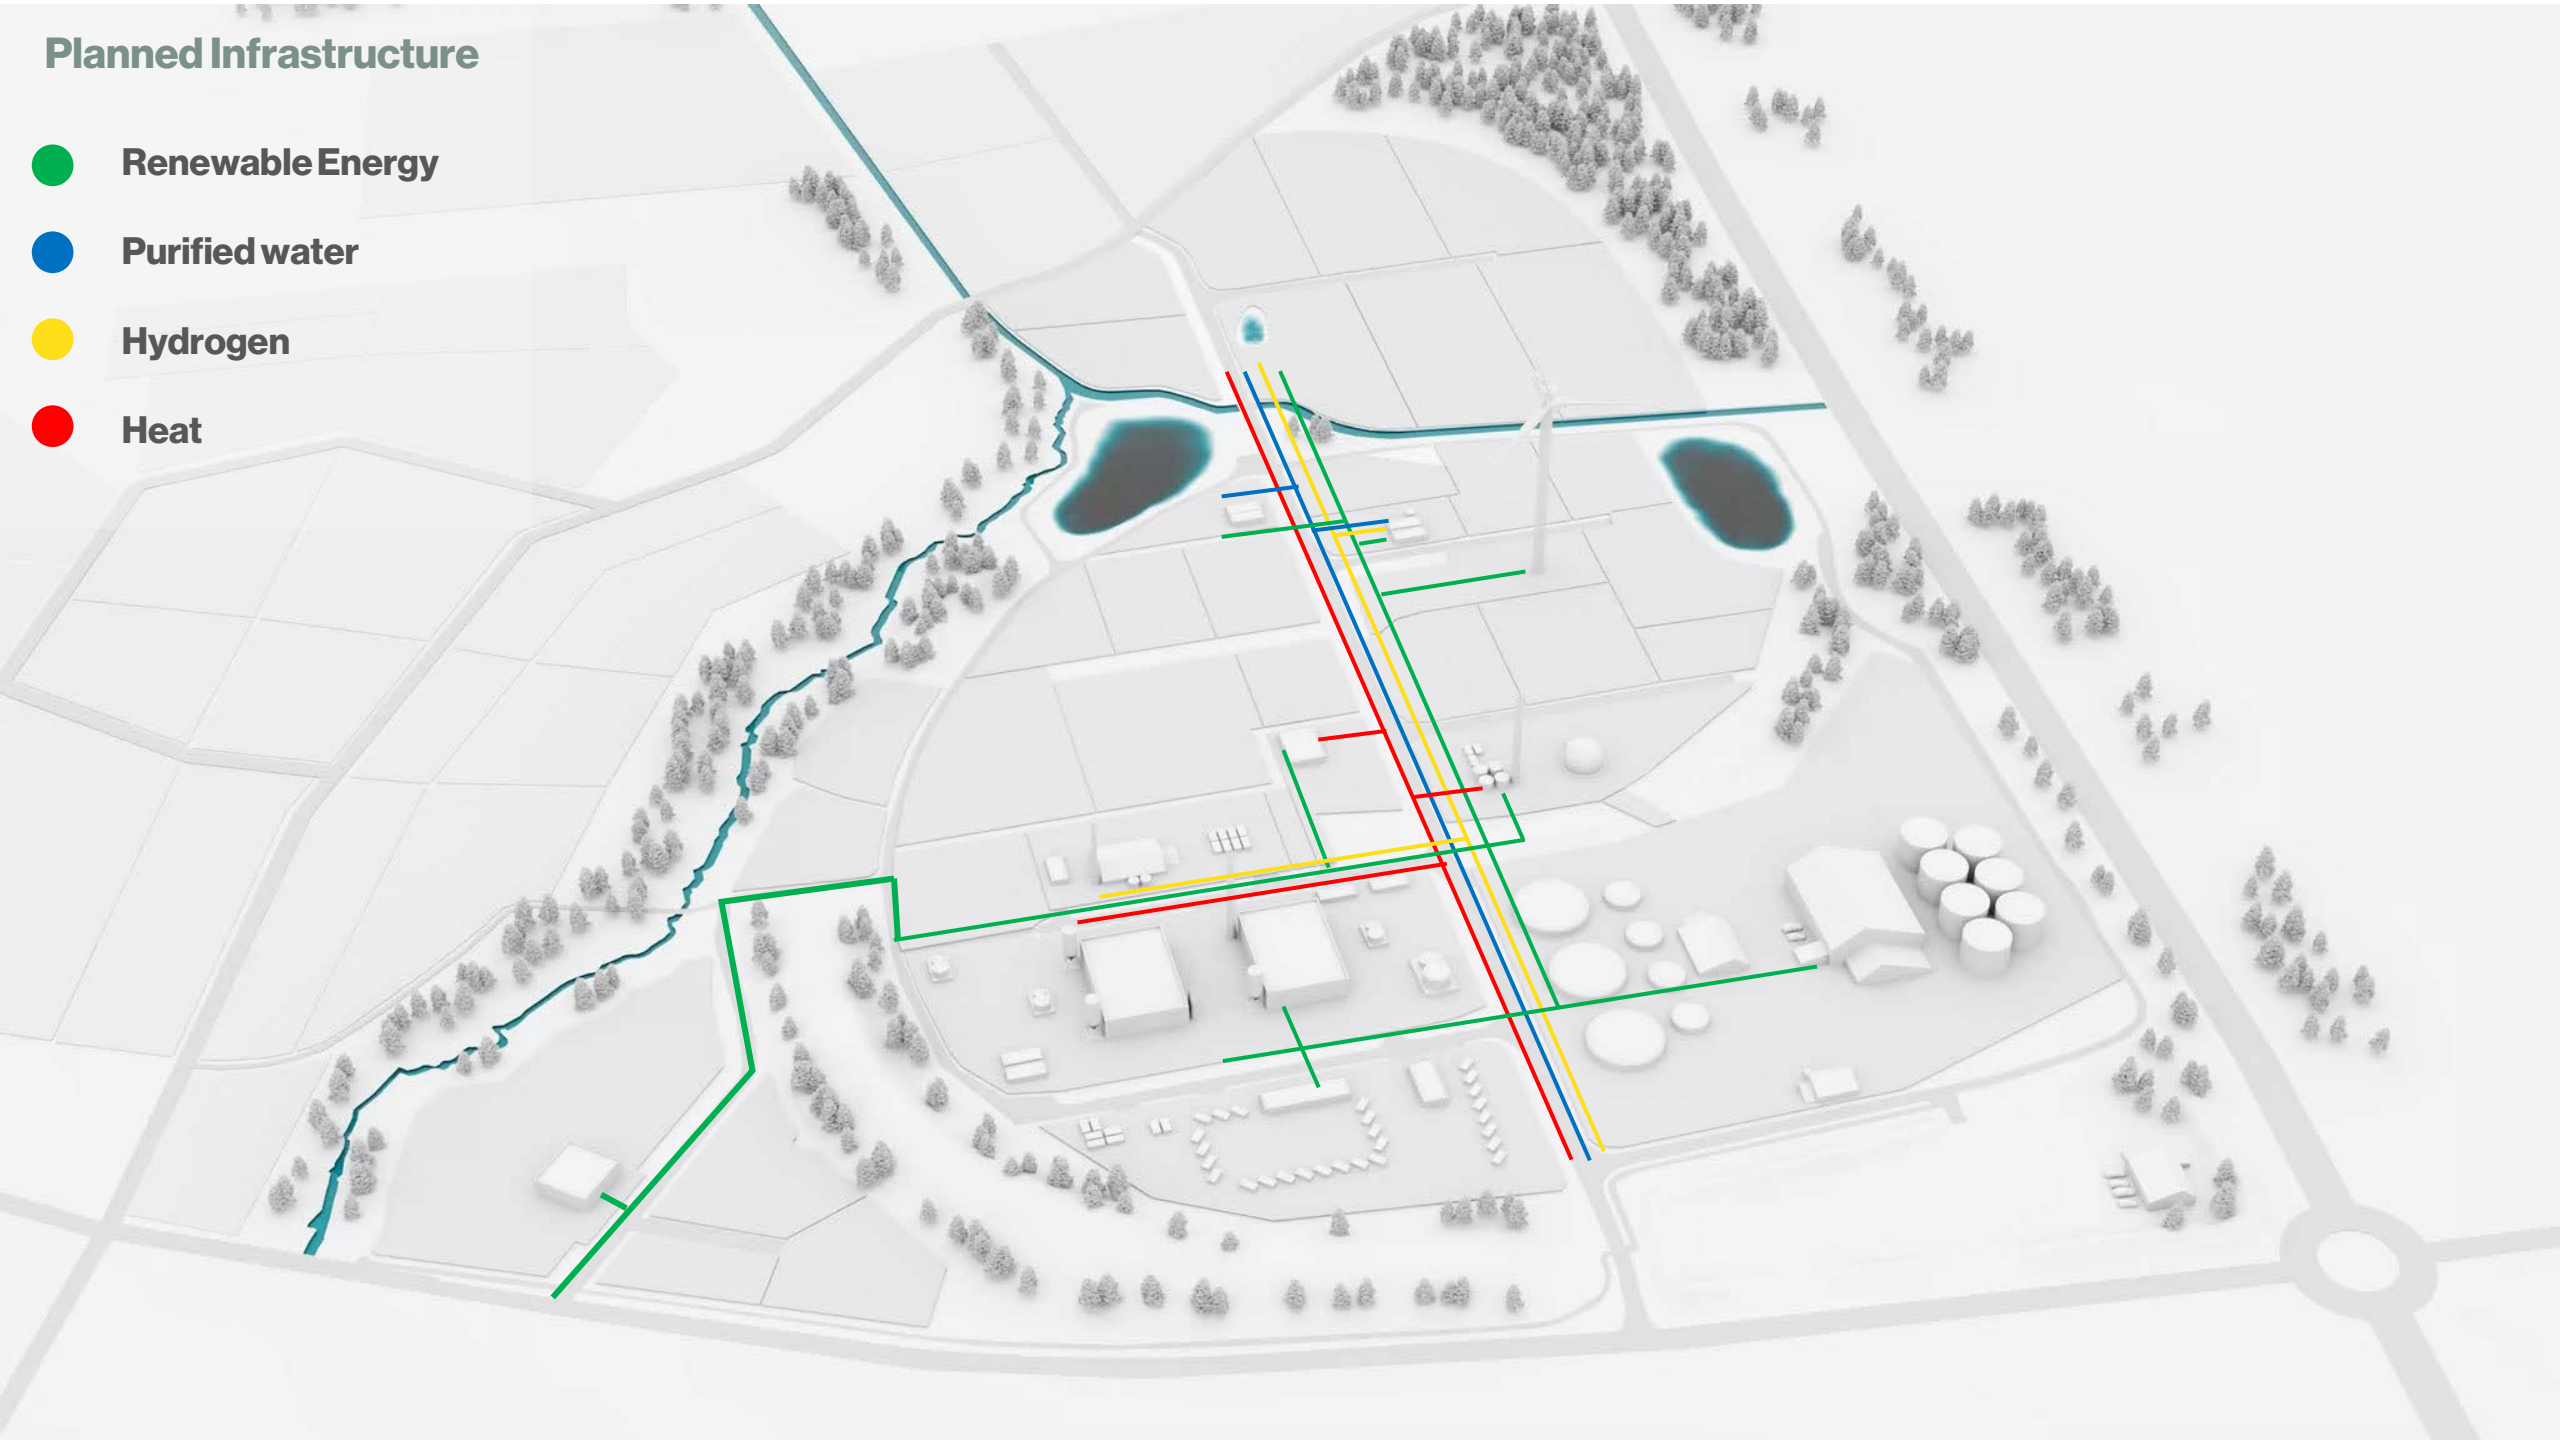 Planned Infrastructure
Renewable Energy
Purified water
Hydrogen
Heat